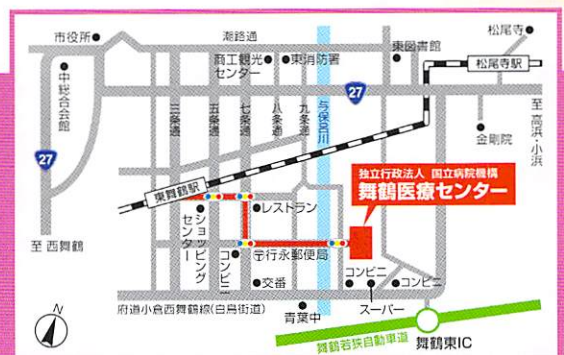 市役所
潮路通
松尾寺
商工観光
センター
東消防署
東図書館
松尾寺駅
中総合会館
27
三条通
五条通
七条通
八条通
九条通
与保呂川
27
至 高浜・小浜
金剛院
独立行政法人 国立病院機構
舞鶴医療センター
東舞鶴駅
レストラン
至 西舞鶴
ショッピング
センター
コンビニ
行永郵便局
交番
コンビニ
コンビニ
スーパー
府道小倉西舞鶴線(白鳥街道)
青葉中
N
舞鶴若狭自動車道
舞鶴東IC